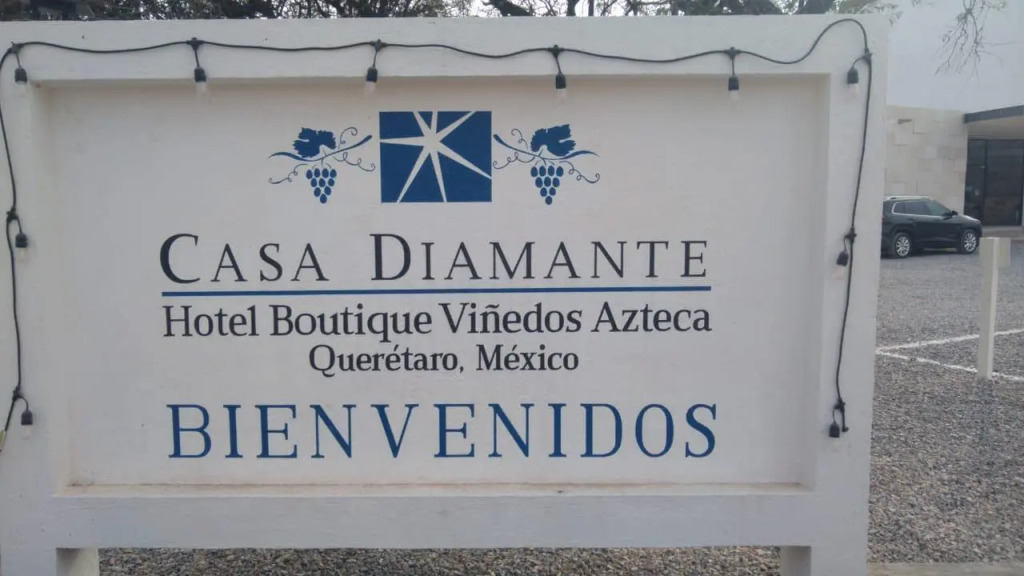 CASA DIAMANTE
Hotel Boutique Viñedos Azteca
Querétaro, México
BIENVENIDOS